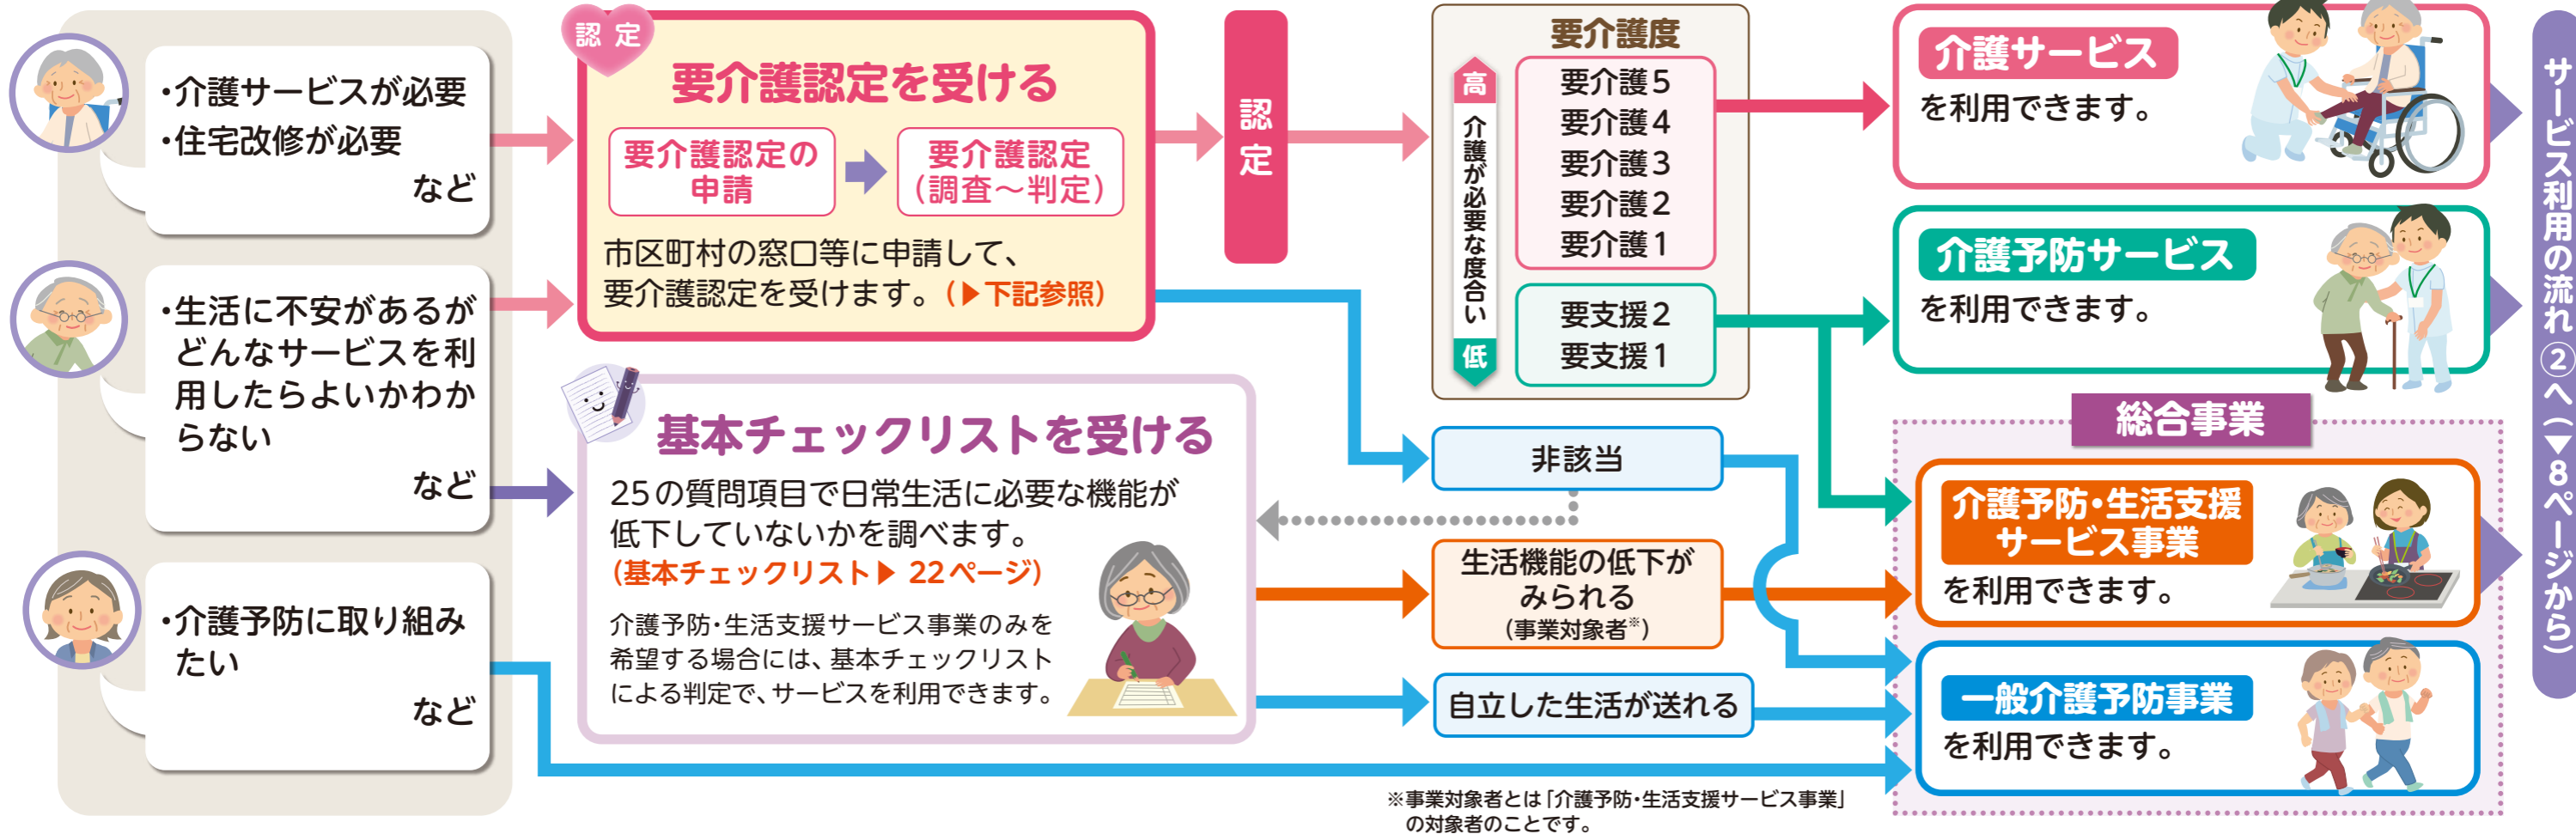 ・介護サービスが必要
・住宅改修が必要
など
・生活に不安があるが
どんなサービスを利
用したらよいかわか
らない
など
・介護予防に取り組み
たい
など
認 定
要介護認定を受ける
要介護認定の
申請
要介護認定
（調査～判定）
市区町村の窓口等に申請して、
要介護認定を受けます。（▶下記参照）
基本チェックリストを受ける
25の質問項目で日常生活に必要な機能が
低下していないかを調べます。
（基本チェックリスト▶ 22ページ）
介護予防・生活支援サービス事業のみを
希望する場合には、基本チェックリスト
による判定で、サービスを利用できます。
認定
要介護度
高
介護が必要な度合い
低
要介護5
要介護4
要介護3
要介護2
要介護1
要支援2
要支援1
非該当
生活機能の低下が
みられる
（事業対象者※）
自立した生活が送れる
※事業対象者とは「介護予防・生活支援サービス事業」
の対象者のことです。
介護サービス
を利用できます。
介護予防サービス
を利用できます。
総合事業
介護予防・生活支援
サービス事業
を利用できます。
一般介護予防事業
を利用できます。
サービス利用の流れ②へ（▼8ページから）